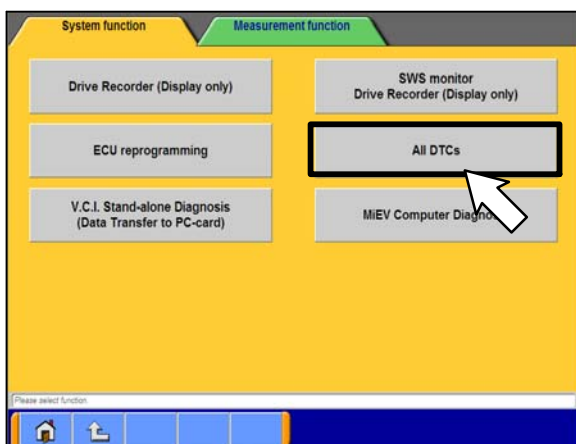 System function
Measurement function
Drive Recorder (Display only)
SWS monitor
Drive Recorder (Display only)
ECU reprogramming
All DTCs
V.C.I. Stand-alone Diagnosis
(Data Transfer to PC-card)
MiEV Computer Diagnosis
Please select function.